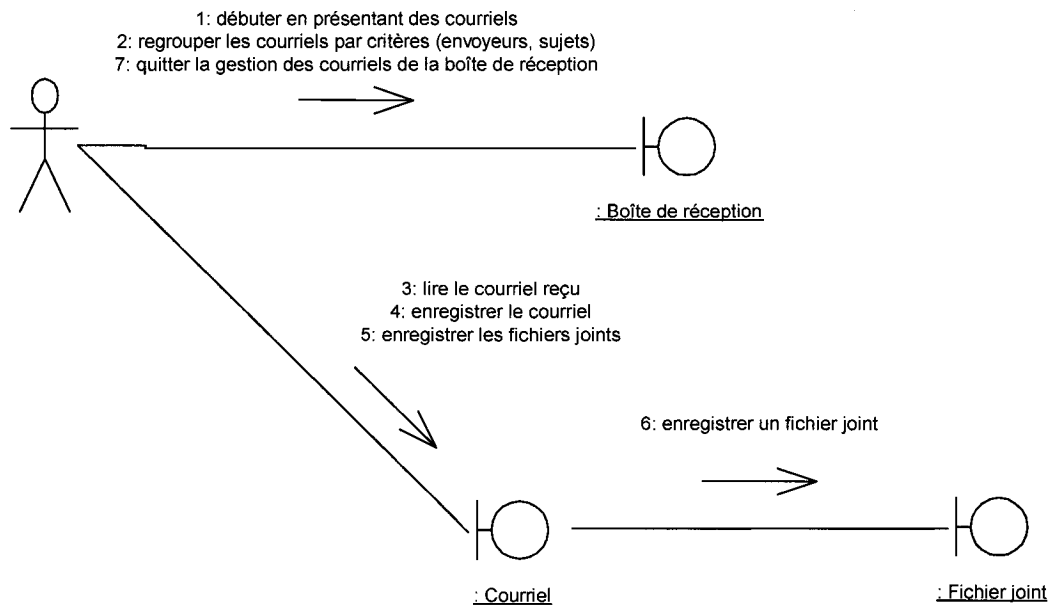 1: débuter en présentant des courriels
2: regrouper les courriels par critères (envoyeurs, sujets)
7: quitter la gestion des courriels de la boîte de réception
: Boîte de réception
3: lire le courriel reçu
4: enregistrer le courriel
5: enregistrer les fichiers joints
6: enregistrer un fichier joint
: Courriel
: Fichier joint